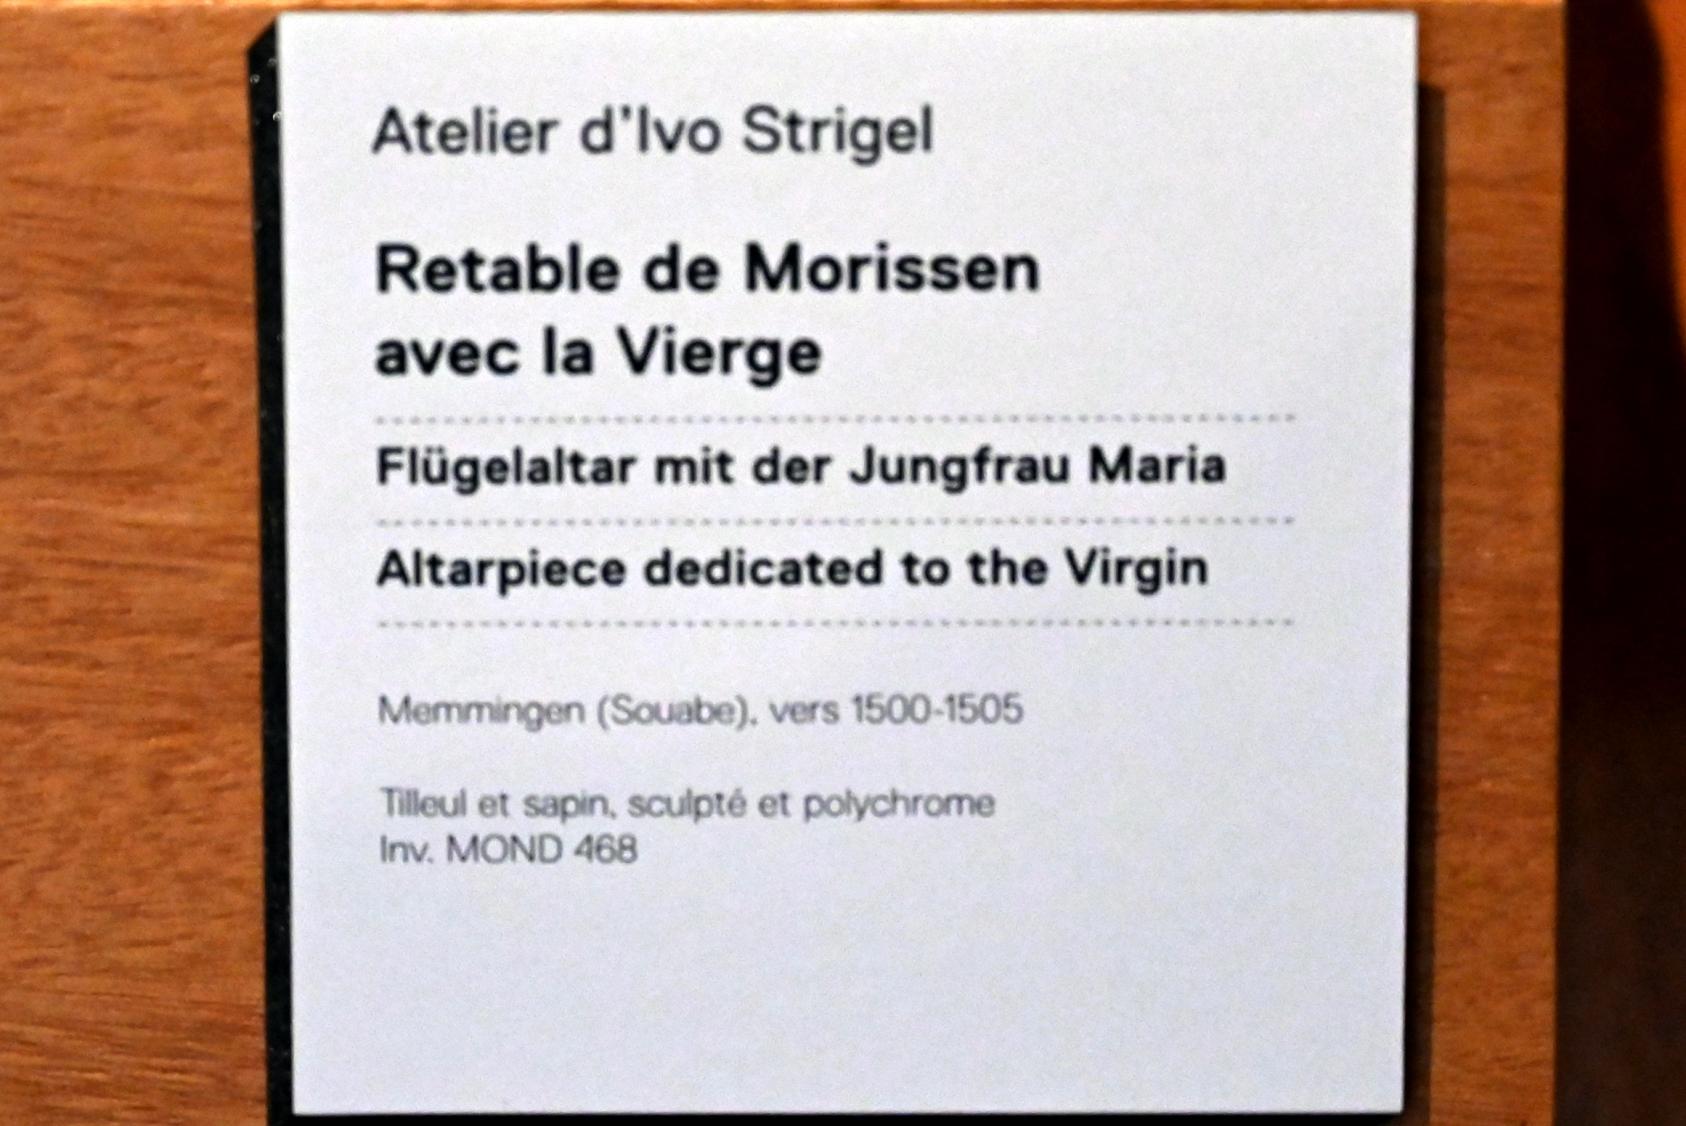 Atelier d'Ivo Strigel
Retable de Morissen
avec la Vierge
Flügelaltar mit der Jungfrau Maria
Altarpiece dedicated to the Virgin
Memmingen (Souabe), vers 1500-1505
Tilleul et sapin, sculpté et polychrome
Inv. MOND 468